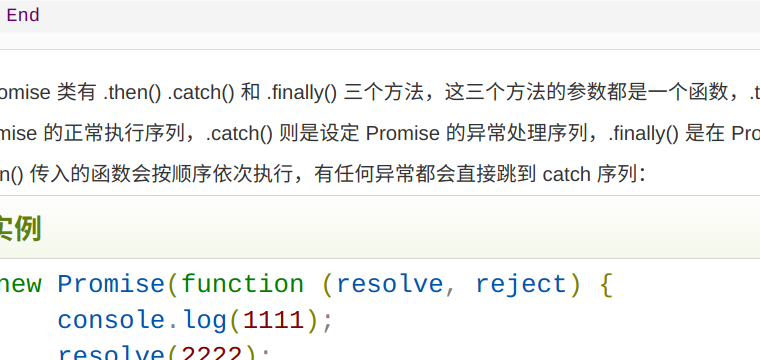 End
omise 类有 .then() .catch() 和 .finally() 三个方法，这三个方法的参数都是一个函数，.t
mise 的正常执行序列，.catch() 则是设定 Promise 的异常处理序列，.finally() 是在 Pro
n() 传入的函数会按顺序依次执行，有任何异常都会直接跳到 catch 序列：
实例
new Promise(function (resolve, reject) {
console.log(1111);
resolve(2222);